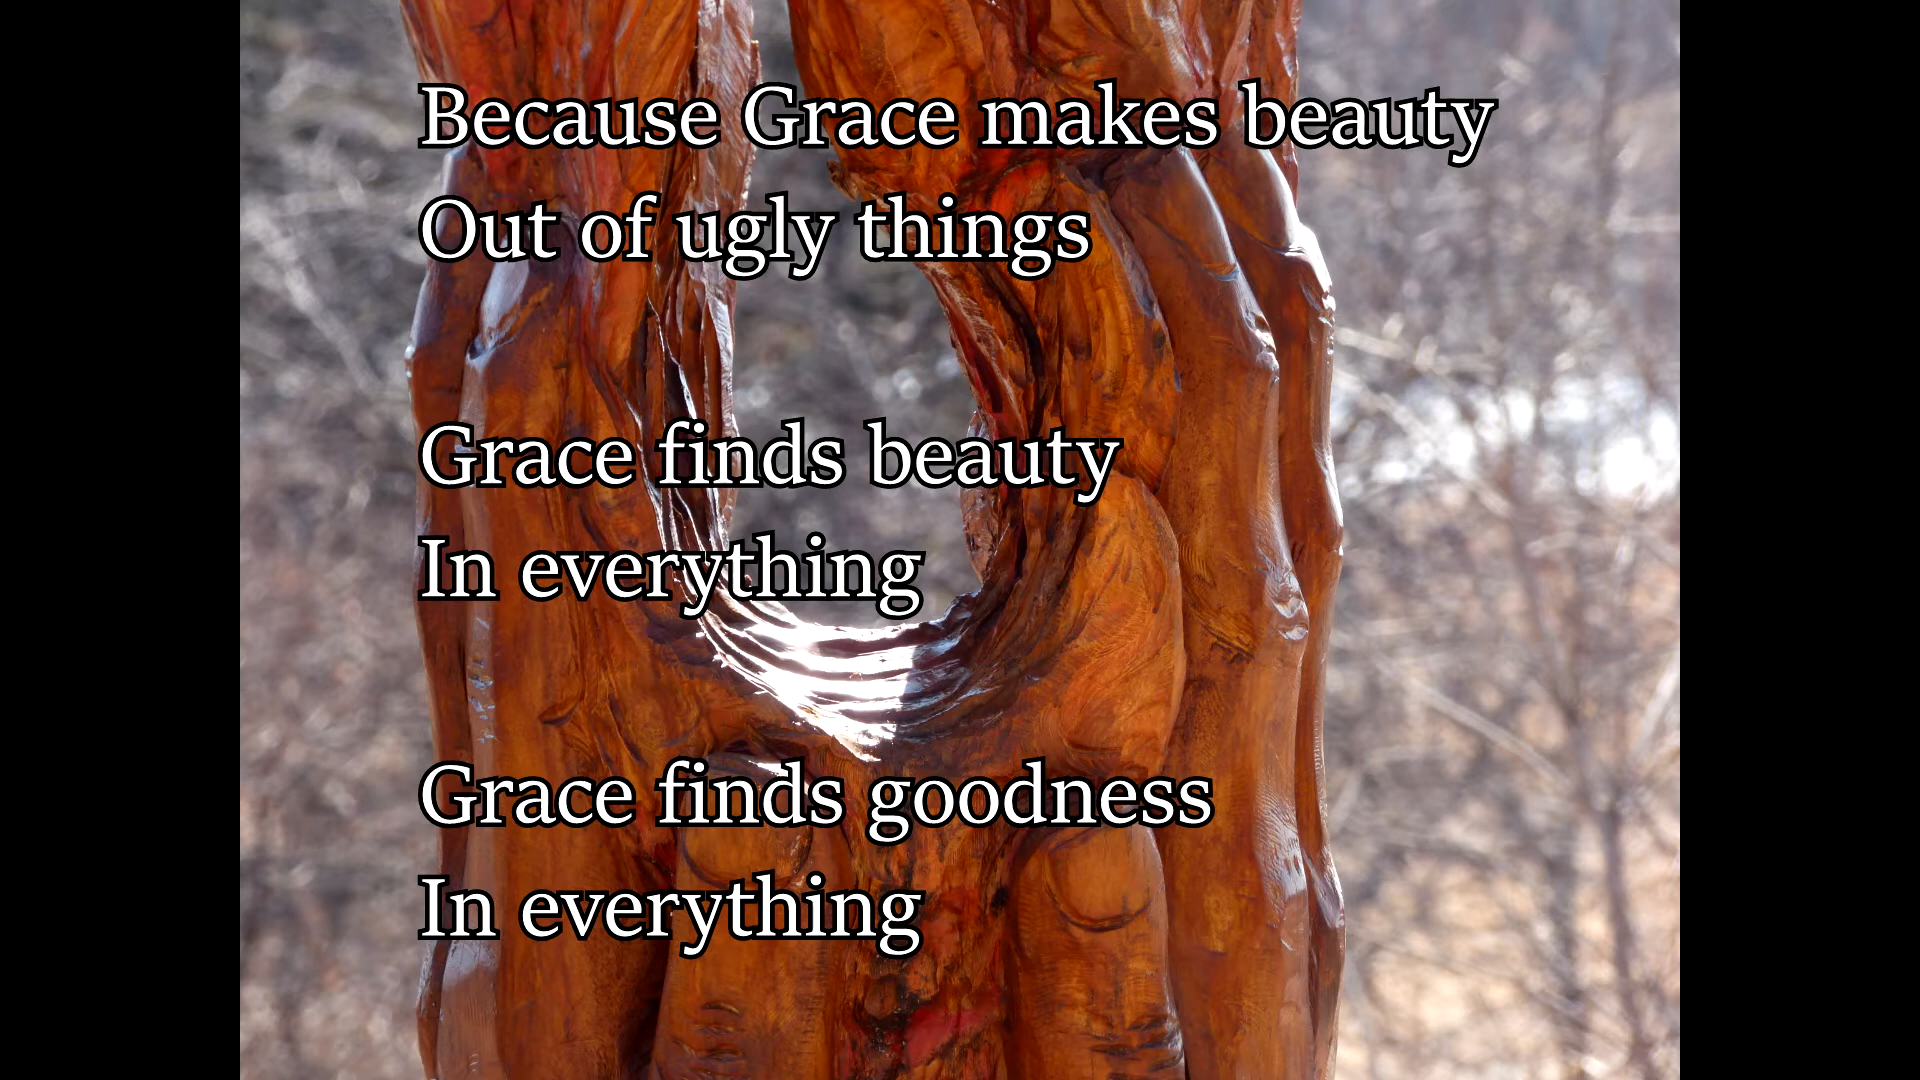 Because Grace makes beauty
Out of ugly things
Grace finds beauty
In everything
Grace finds goodness
In everything